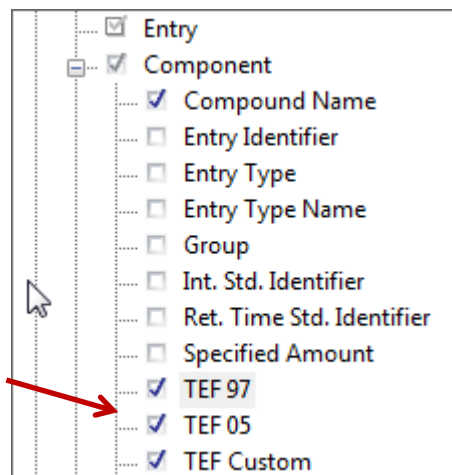 Entry
Component
Compound Name
Entry Identifier
Entry Type
Entry Type Name
Group
Int. Std. Identifier
Ret. Time Std. Identifier
Specified Amount
TEF 97
TEF 05
TEF Custom